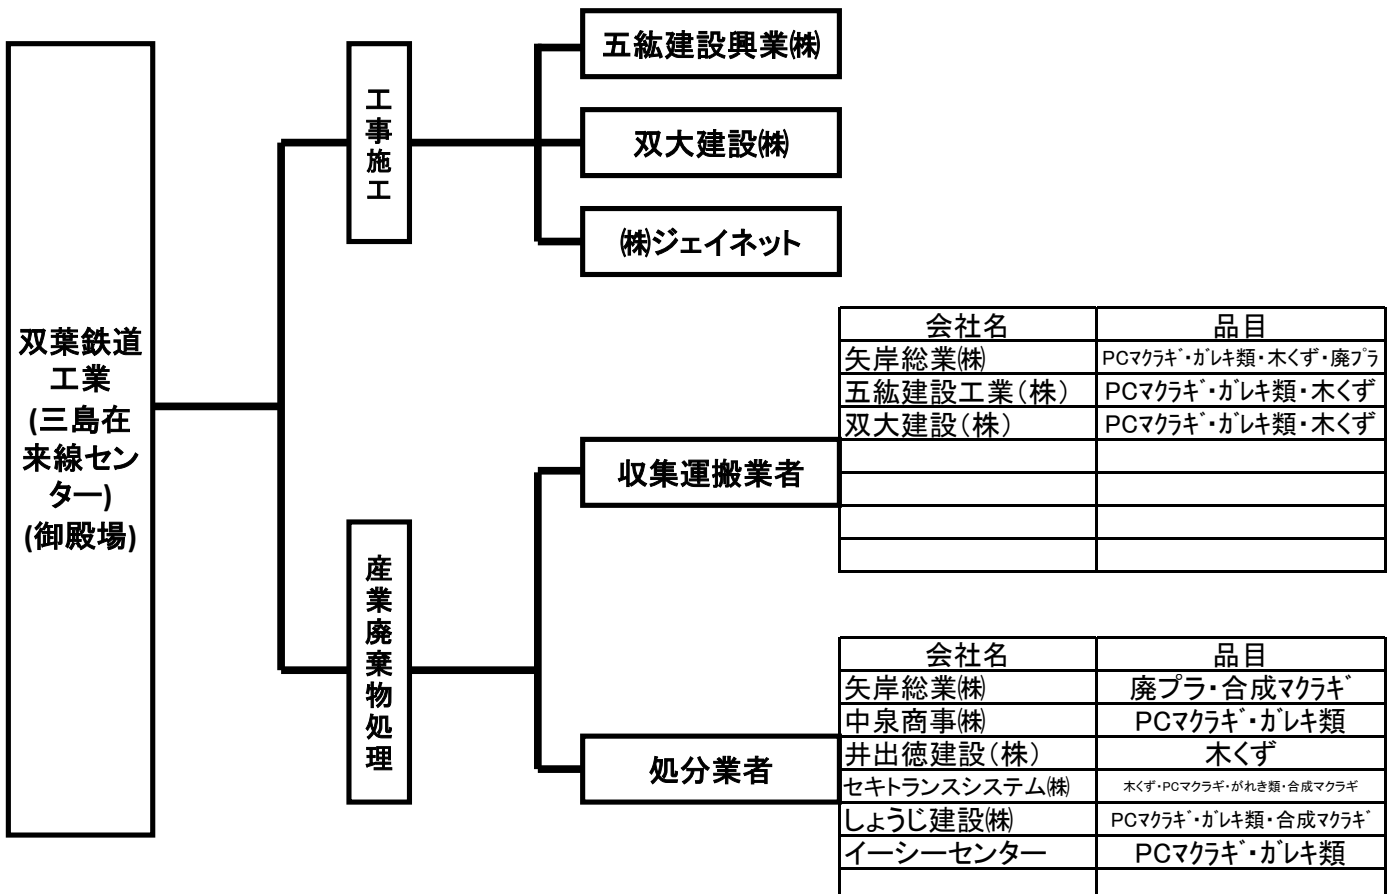 双葉鉄道
工業
(三島在
来線セン
ター)
(御殿場)
工事施工
五紘建設興業㈱
双大建設㈱
㈱ジェイネット
産業廃棄物処理
収集運搬業者
会社名 品目
矢岸総業㈱ PCマクラギ・ガレキ類・木くず・廃プラ
五紘建設工業(株) PCマクラギ・ガレキ類・木くず
双大建設(株) PCマクラギ・ガレキ類・木くず
処分業者
会社名 品目
矢岸総業㈱ 廃プラ・合成マクラギ
中泉商事㈱ PCマクラギ・ガレキ類
井出徳建設(株) 木くず
セキトランスシステム㈱ 木くず・PCマクラギ・がれき類・合成マクラギ
しょうじ建設㈱ PCマクラギ・ガレキ類・合成マクラギ
イーシーセンター PCマクラギ・ガレキ類